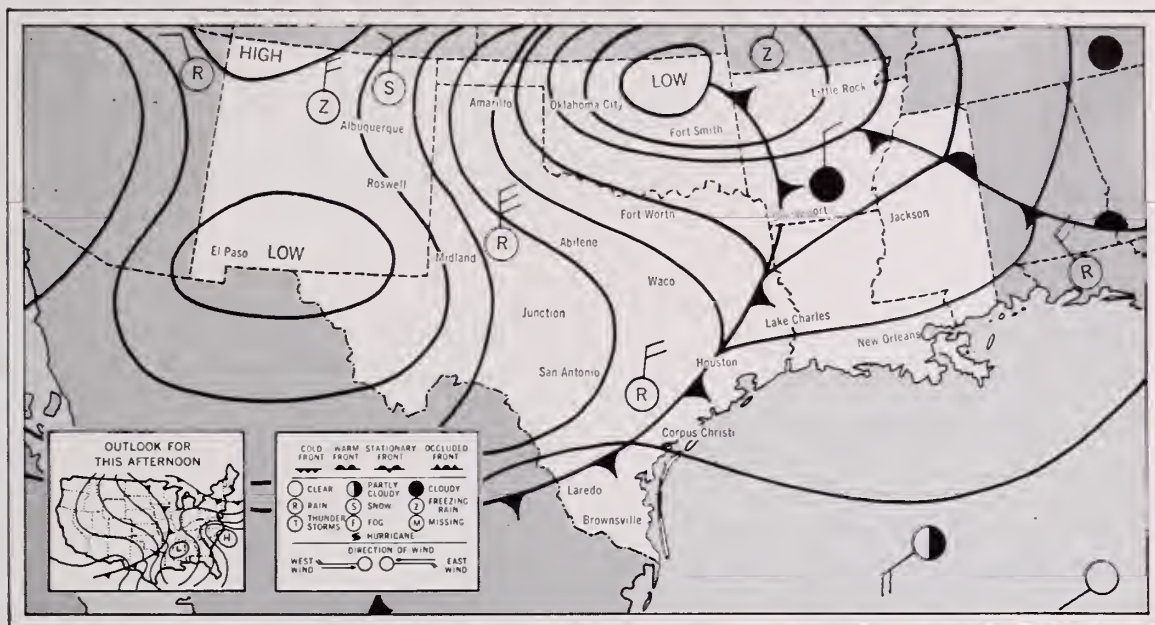 HIGH
R
Z
S
Albuquerque
Amarillo
Oklahoma City
LOW
Z
Little Rock
Fort Smith
Roswell
El Paso
LOW
Midland
R
Abilene
Fort Worth
Waco
Jackson
Junction
San Antonio
R
Houston
Lake Charles
New Orleans
R
Corpus Christi
Laredo
Brownsville
OUTLOOK FOR
THIS AFTERNOON
L
H
COLD
FRONT
WARM
FRONT
STATIONARY
FRONT
OCCLUDED
FRONT
CLEAR
PARTLY
CLOUDY
CLOUDY
R RAIN
S SNOW
Z FREEZING
RAIN
T THUNDER
STORMS
F FOG
M MISSING
HURRICANE
DIRECTION OF WIND
WEST
WIND
EAST
WIND